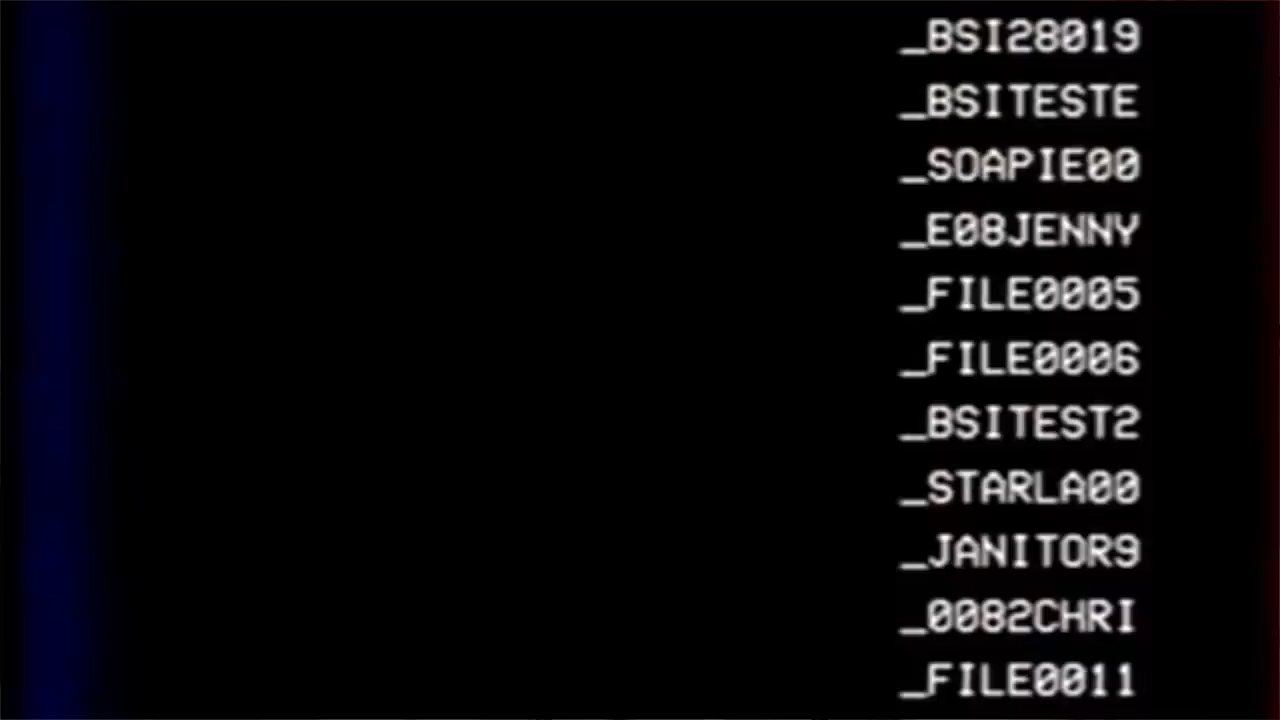 _BSI28019
_BSITESTE
_SOAPIE00
_E08JENNY
_FILE0005
_FILE0006
_BSITEST2
_STARLA00
_JANITOR9
_0082CHRI
_FILE0011